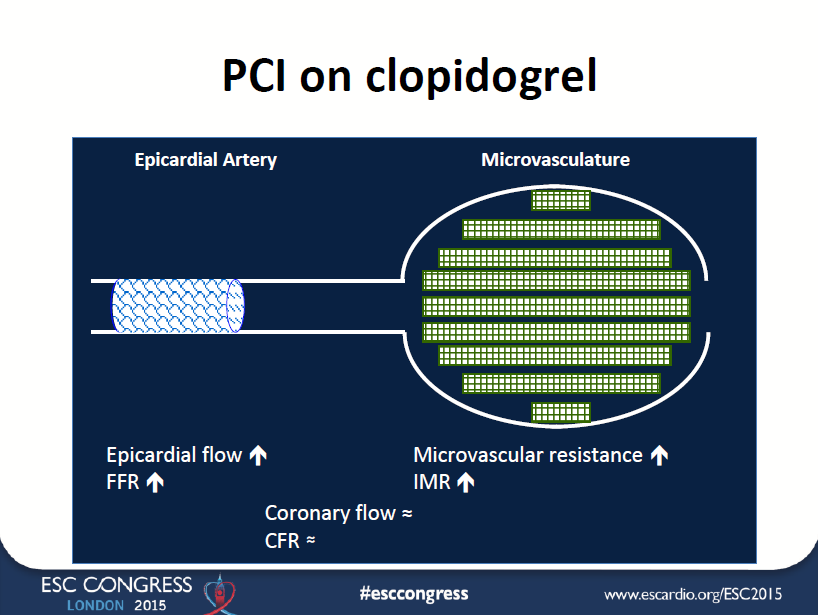 PCI on clopidogrel
Epicardial Artery
Microvasculature
Epicardial flow ↑
FFR ↑
Microvascular resistance ↑
IMR ↑
Coronary flow ≈
CFR ≈
ESC CONGRESS
LONDON 2015
#esccongress
www.escardio.org/ESC2015